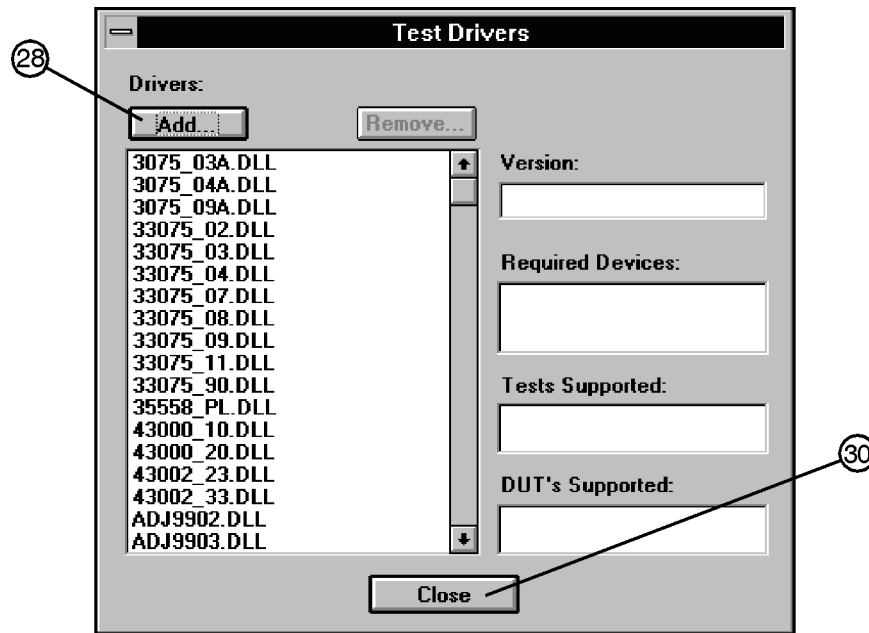 Test Drivers
28
Drivers:
Add...
Remove...
3075_03A.DLL
3075_04A.DLL
3075_09A.DLL
33075_02.DLL
33075_03.DLL
33075_04.DLL
33075_07.DLL
33075_08.DLL
33075_09.DLL
33075_11.DLL
33075_90.DLL
35558_PL.DLL
43000_10.DLL
43000_20.DLL
43002_23.DLL
43002_33.DLL
ADJ9902.DLL
ADJ9903.DLL
Version:
Required Devices:
Tests Supported:
DUT's Supported:
30
Close